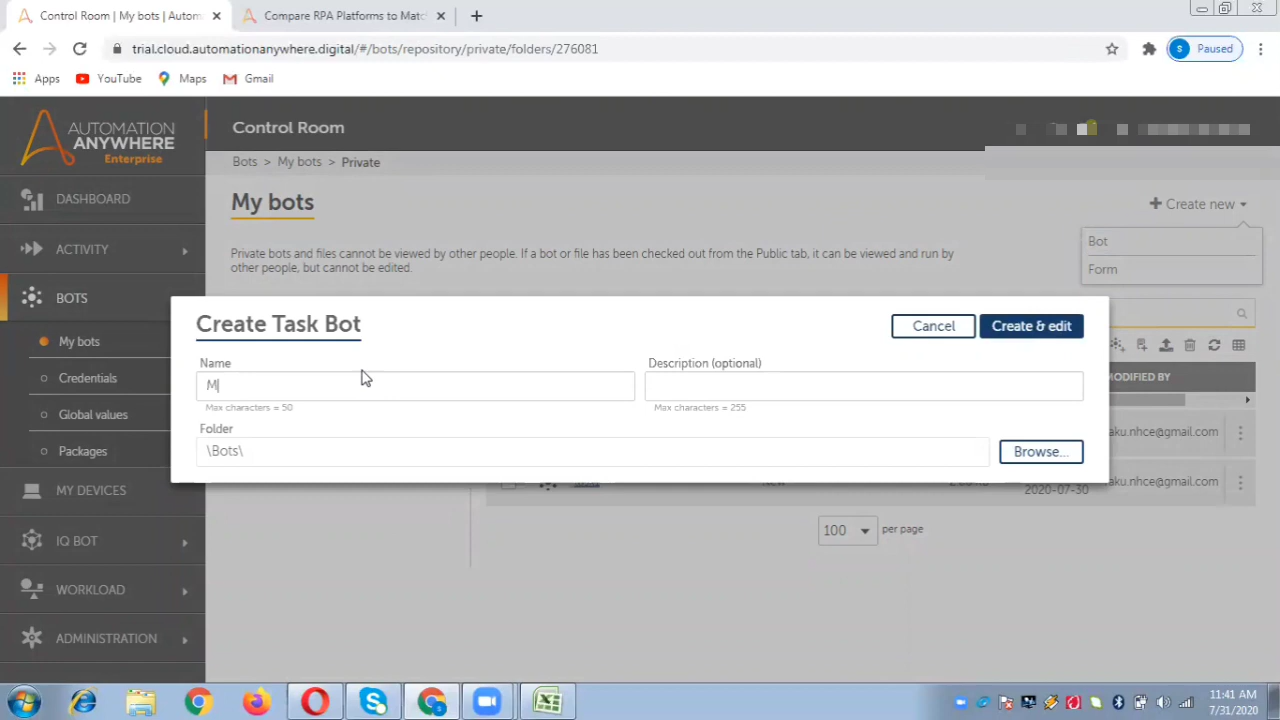 Control Room | My bots | Autom
Compare RPA Platforms to Matc
trial.cloud.automationanywhere.digital/#/bots/repository/private/folders/276081
S Paused
Apps YouTube Maps Gmail
AUTOMATION
ANYWHERE
Enterprise
Control Room
Bots > My bots > Private
DASHBOARD
My bots
Create new
ACTIVITY
Bot
Private bots and files cannot be viewed by other people. If a bot or file has been checked out from the Public tab, it can be viewed and run by
other people, but cannot be edited.
Form
BOTS
Create Task Bot
Cancel
Create & edit
My bots
Name
Description (optional)
M
Credentials
MODIFIED BY
Max characters = 50
Max characters = 255
Global values
Folder
aku.nhce@gmail.com
\Bots\
Browse...
Packages
aku.nhce@gmail.com
2020-07-30
MY DEVICES
100 per page
IQ BOT
WORKLOAD
ADMINISTRATION
11:41 AM
7/31/2020